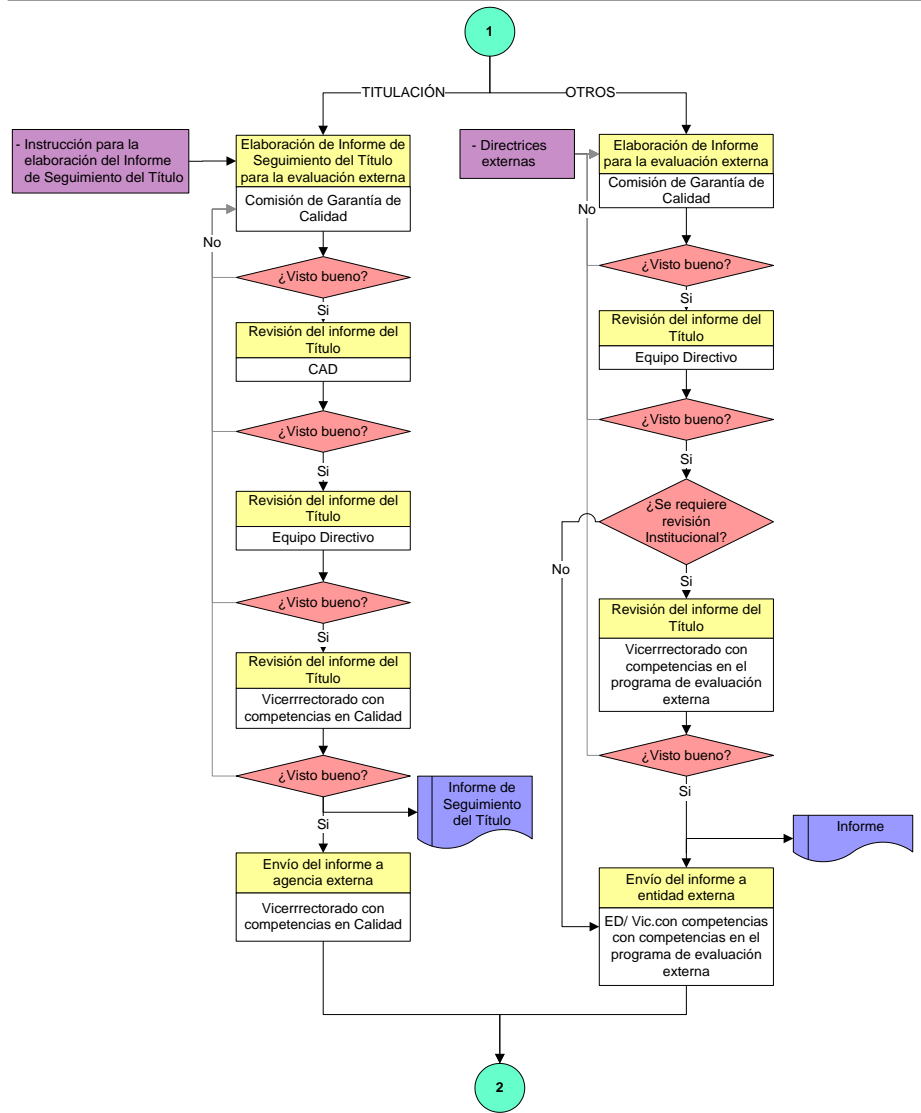 1
TITULACIÓN
OTROS
- Instrucción para la
elaboración del Informe
de Seguimiento del Título
Elaboración de Informe de
Seguimiento del Título
para la evaluación externa
Comisión de Garantía de
Calidad
No
¿Visto bueno?
Si
Revisión del informe del
Título
CAD
¿Visto bueno?
Si
Revisión del informe del
Título
Equipo Directivo
¿Visto bueno?
Si
Revisión del informe del
Título
Vicerrrectorado con
competencias en Calidad
¿Visto bueno?
Informe de
Seguimiento
del Título
Si
Envío del informe a
agencia externa
Vicerrrectorado con
competencias en Calidad
- Directrices
externas
Elaboración de Informe
para la evaluación externa
Comisión de Garantía de
Calidad
No
¿Visto bueno?
Si
Revisión del informe del
Título
Equipo Directivo
¿Visto bueno?
Si
¿Se requiere
revisión
Institucional?
No
Si
Revisión del informe del
Título
Vicerrrectorado con
competencias en el
programa de evaluación
externa
¿Visto bueno?
Si
Informe
Envío del informe a
entidad externa
ED/ Vic.con competencias
con competencias en el
programa de evaluación
externa
2